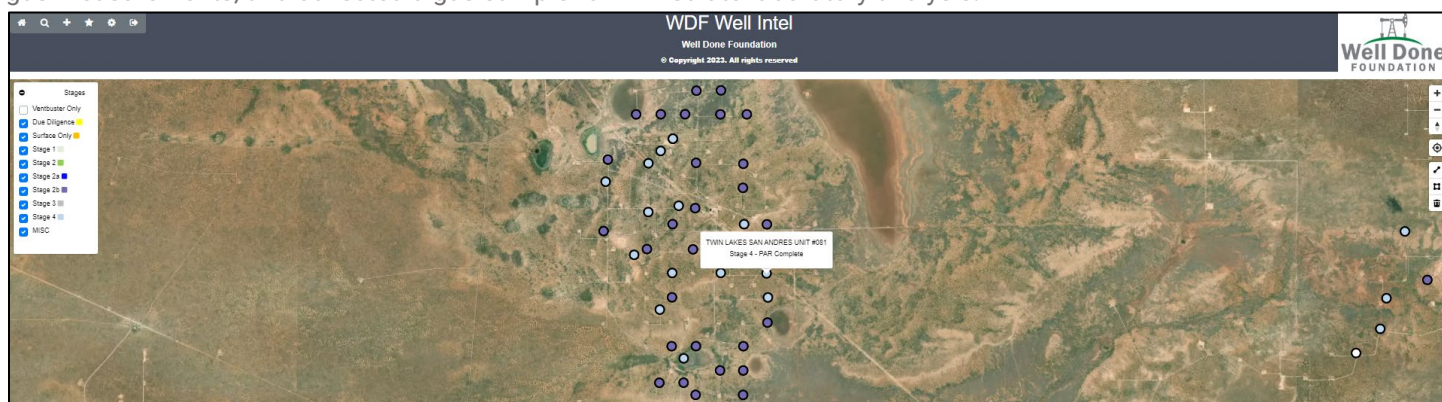 WDF Well Intel
Well Done Foundation
© Copyright 2023. All rights reserved
Well Done
FOUNDATION
Stages
Ventbuster Only
Due Diligence
Surface Only
Stage 1
Stage 2
Stage 2a
Stage 2b
Stage 3
Stage 4
MISC
TWIN LAKES SAN ANDRES UNIT #081
Stage 4 - PAR Complete